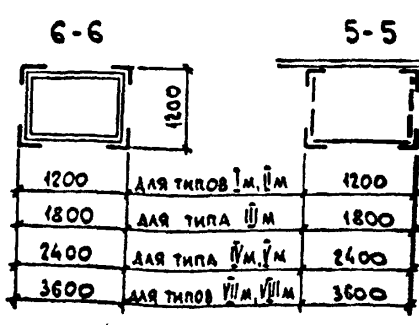 6-6 5-5
1200
1200 для типов Iм, IIм 1200
1800 для типа IIIм 1800
2400 для типа IVм, Vм 2400
3600 для типов VIIм, VIIIм 3600